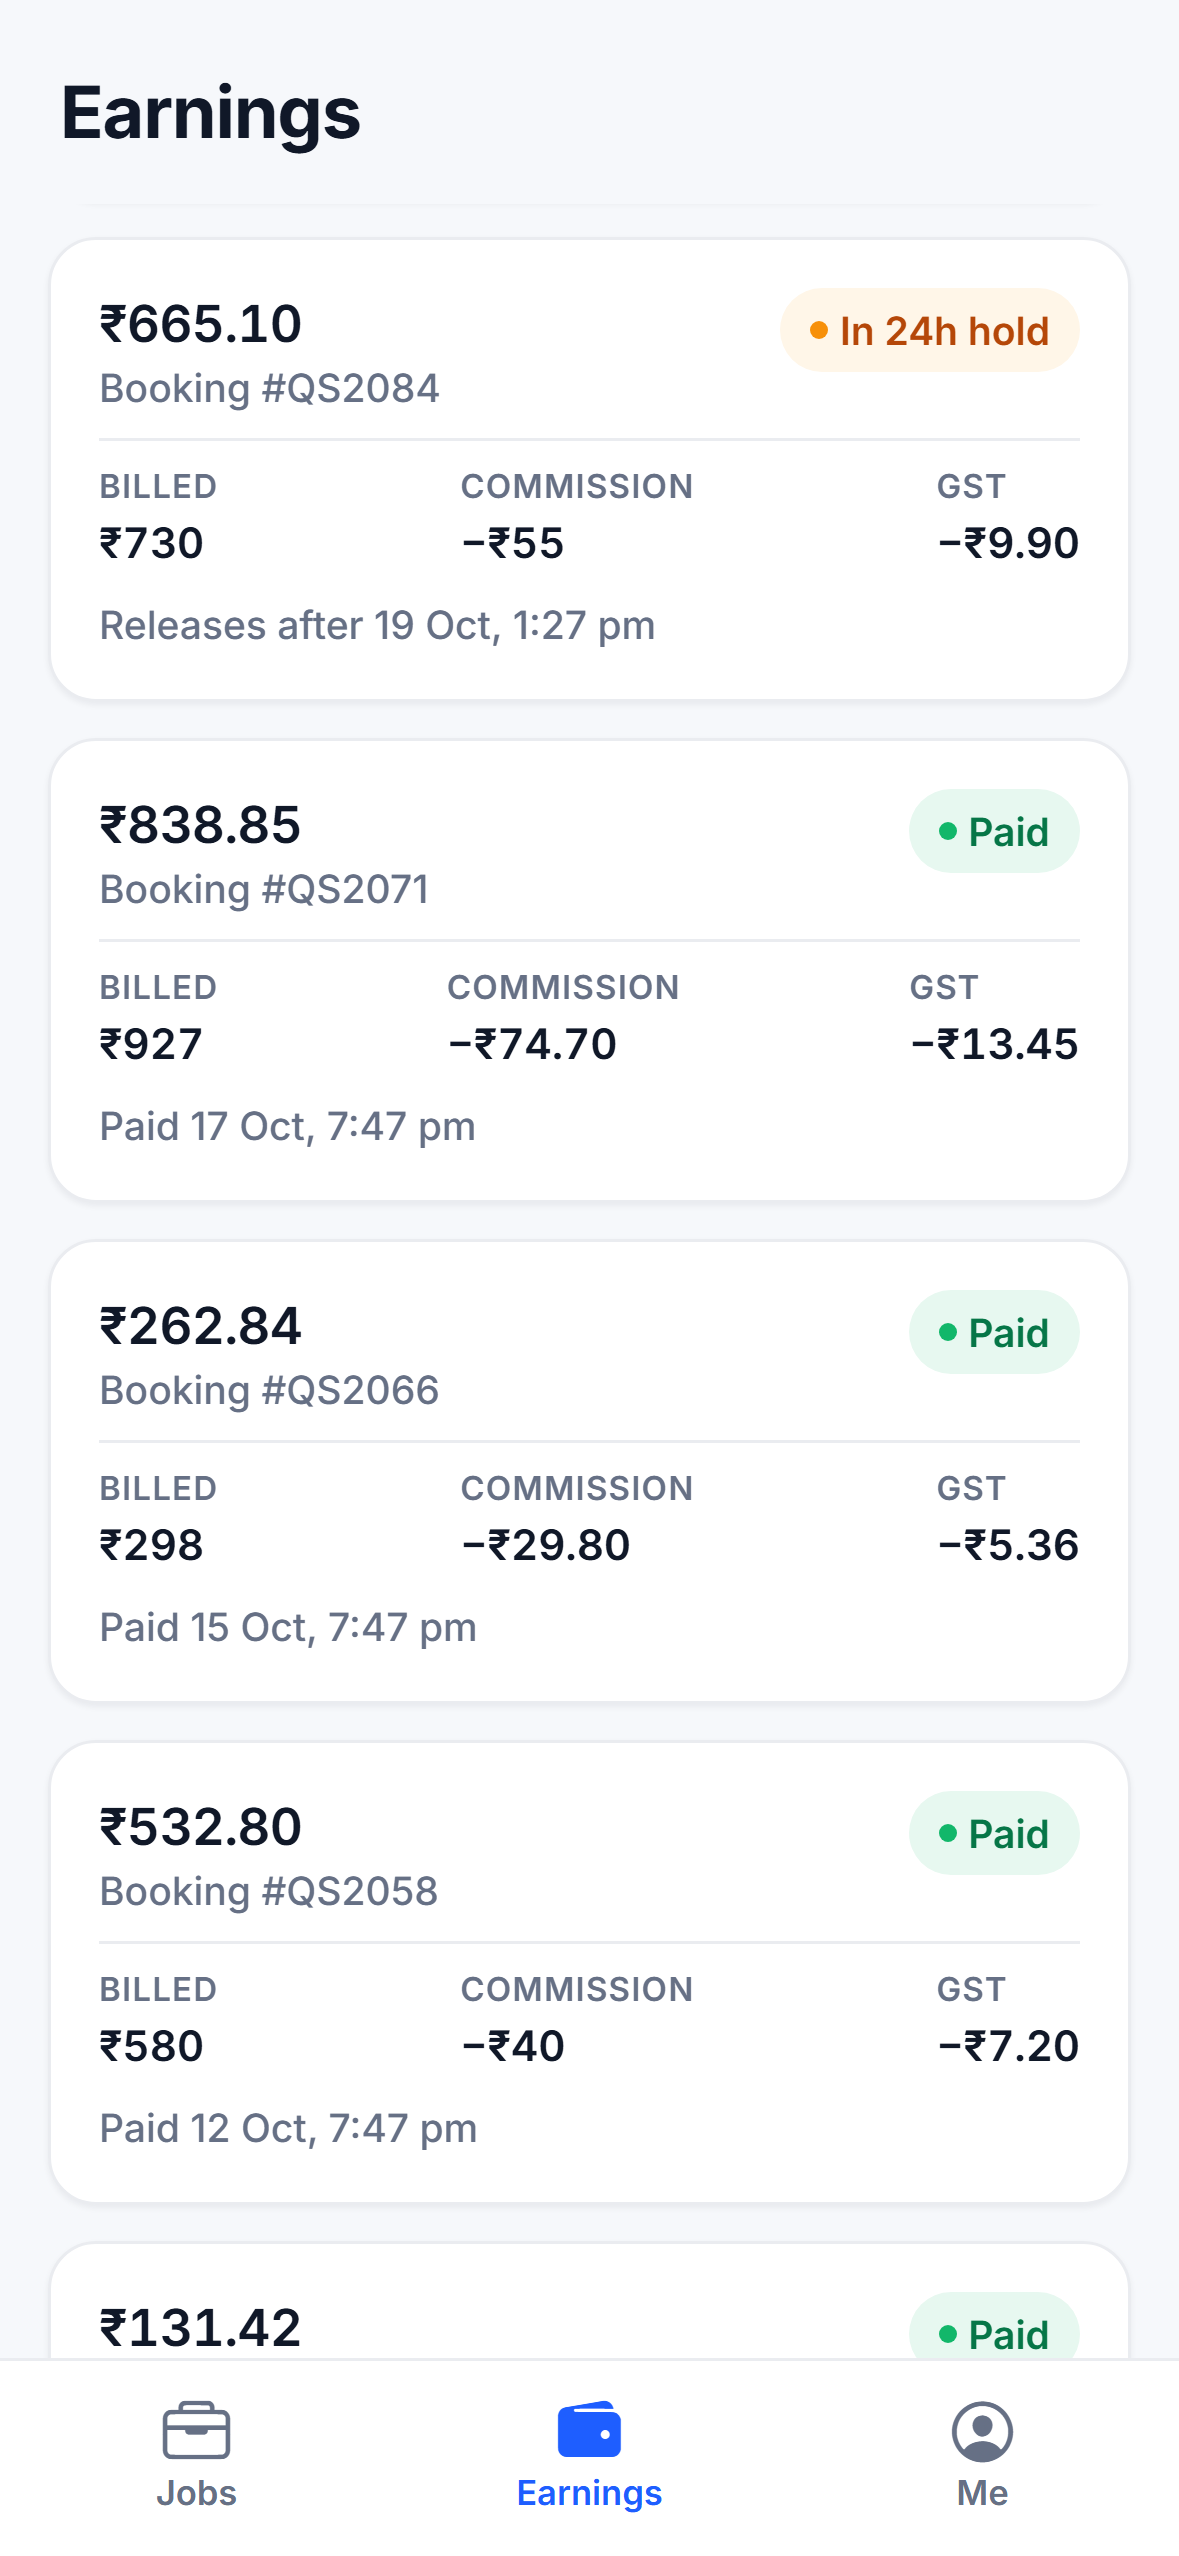 Earnings
₹665.10
In 24h hold
Booking #QS2084
BILLED COMMISSION GST
₹730 −₹55 −₹9.90
Releases after 19 Oct, 1:27 pm
₹838.85
Paid
Booking #QS2071
BILLED COMMISSION GST
₹927 −₹74.70 −₹13.45
Paid 17 Oct, 7:47 pm
₹262.84
Paid
Booking #QS2066
BILLED COMMISSION GST
₹298 −₹29.80 −₹5.36
Paid 15 Oct, 7:47 pm
₹532.80
Paid
Booking #QS2058
BILLED COMMISSION GST
₹580 −₹40 −₹7.20
Paid 12 Oct, 7:47 pm
₹131.42
Paid
Jobs Earnings Me